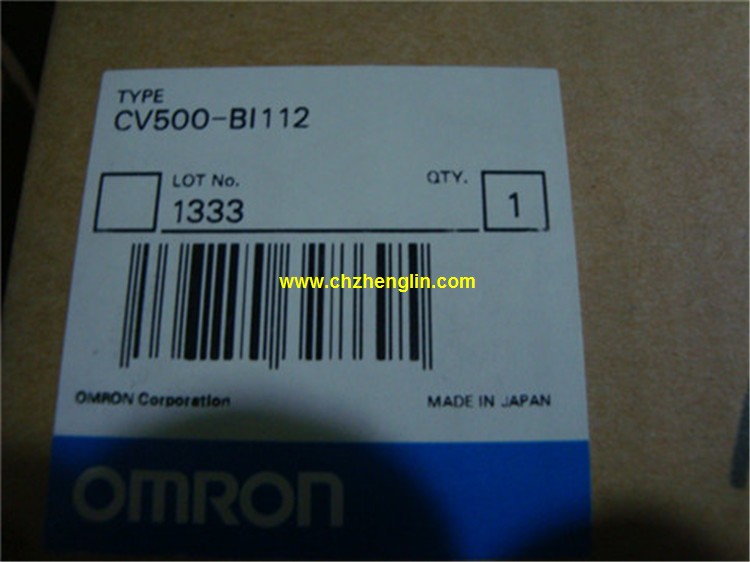 TYPE
CV500-BI112
LOT No.
QTY.
1333
1
www.chzhenglin.com
OMRON Corporation
MADE IN JAPAN
OMRON